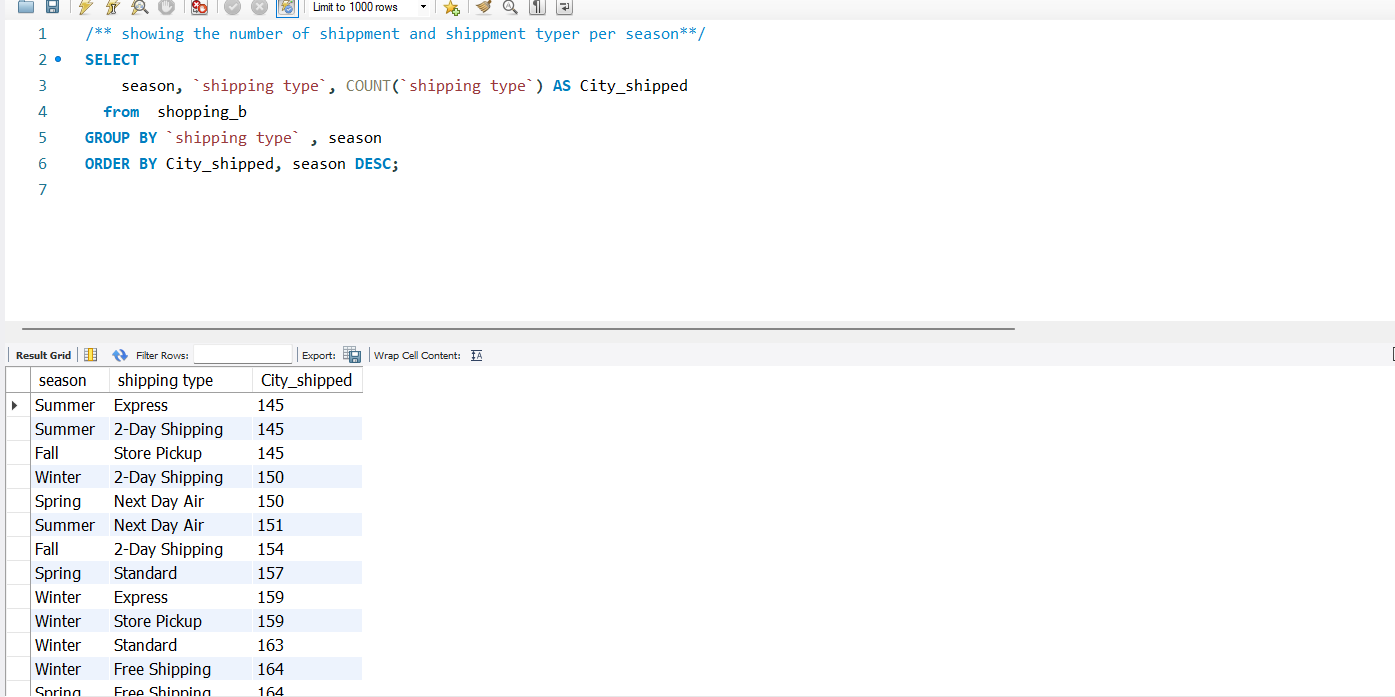 Limit to 1000 rows
1 /** showing the number of shippment and shippment typer per season**/
2 SELECT
3 season, `shipping type`, COUNT(`shipping type`) AS City_shipped
4 from shopping_b
5 GROUP BY `shipping type` , season
6 ORDER BY City_shipped, season DESC;
7
Result Grid Filter Rows: Export: Wrap Cell Content:
season shipping type City_shipped
Summer Express 145
Summer 2-Day Shipping 145
Fall Store Pickup 145
Winter 2-Day Shipping 150
Spring Next Day Air 150
Summer Next Day Air 151
Fall 2-Day Shipping 154
Spring Standard 157
Winter Express 159
Winter Store Pickup 159
Winter Standard 163
Winter Free Shipping 164
Spring Free Shipping 164